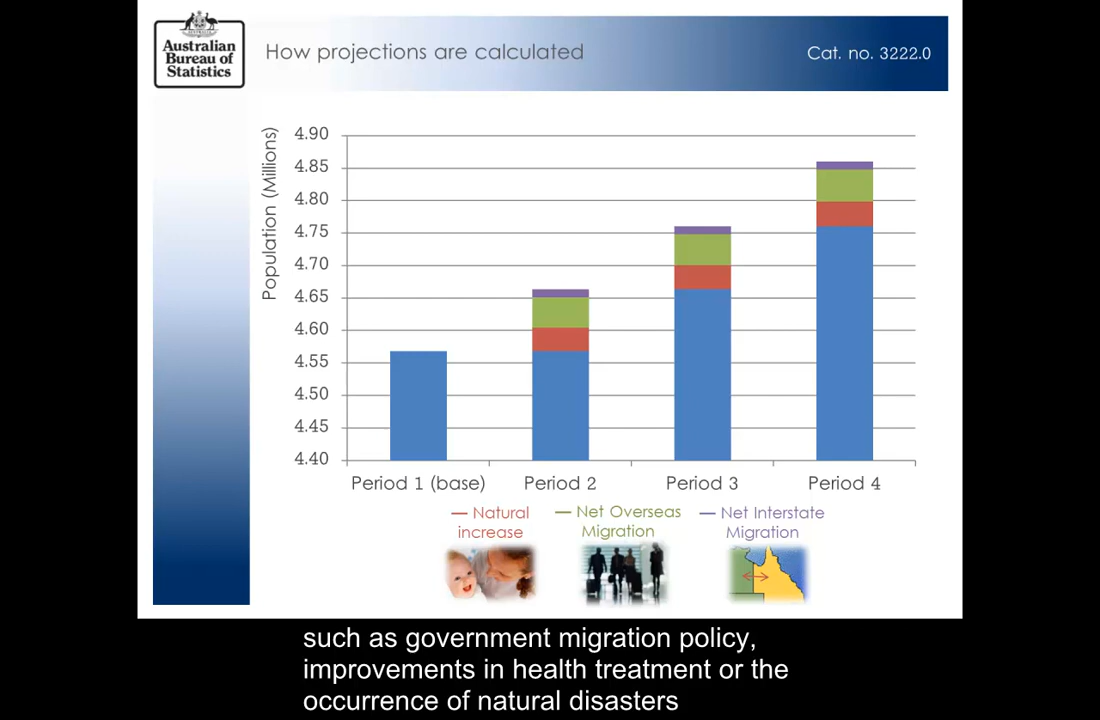 Australian
Bureau of
Statistics
How projections are calculated
Cat. no. 3222.0
Population (Millions)
4.90
4.85
4.80
4.75
4.70
4.65
4.60
4.55
4.50
4.45
4.40
Period 1 (base)
Period 2
Period 3
Period 4
Natural
increase
Net Overseas
Migration
Net Interstate
Migration
such as government migration policy,
improvements in health treatment or the
occurrence of natural disasters